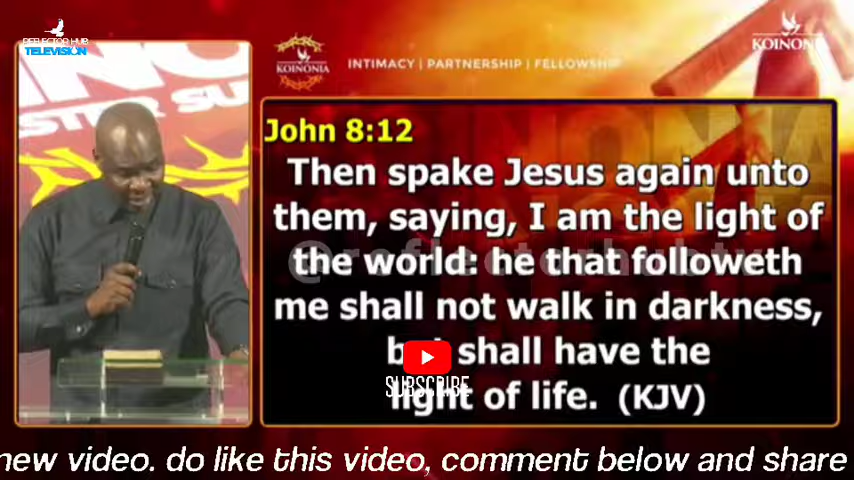 REFLECTOR HUB
TELEVISION
KOINONIA
INTIMACY | PARTNERSHIP | FELLOWSHIP
KOINONIA
John 8:12
Then spake Jesus again unto
them, saying, I am the light of
the world: he that followeth
me shall not walk in darkness,
but shall have the
light of life. (KJV)
@reflectorhubtv
SUBSCRIBE
new video. do like this video, comment below and share